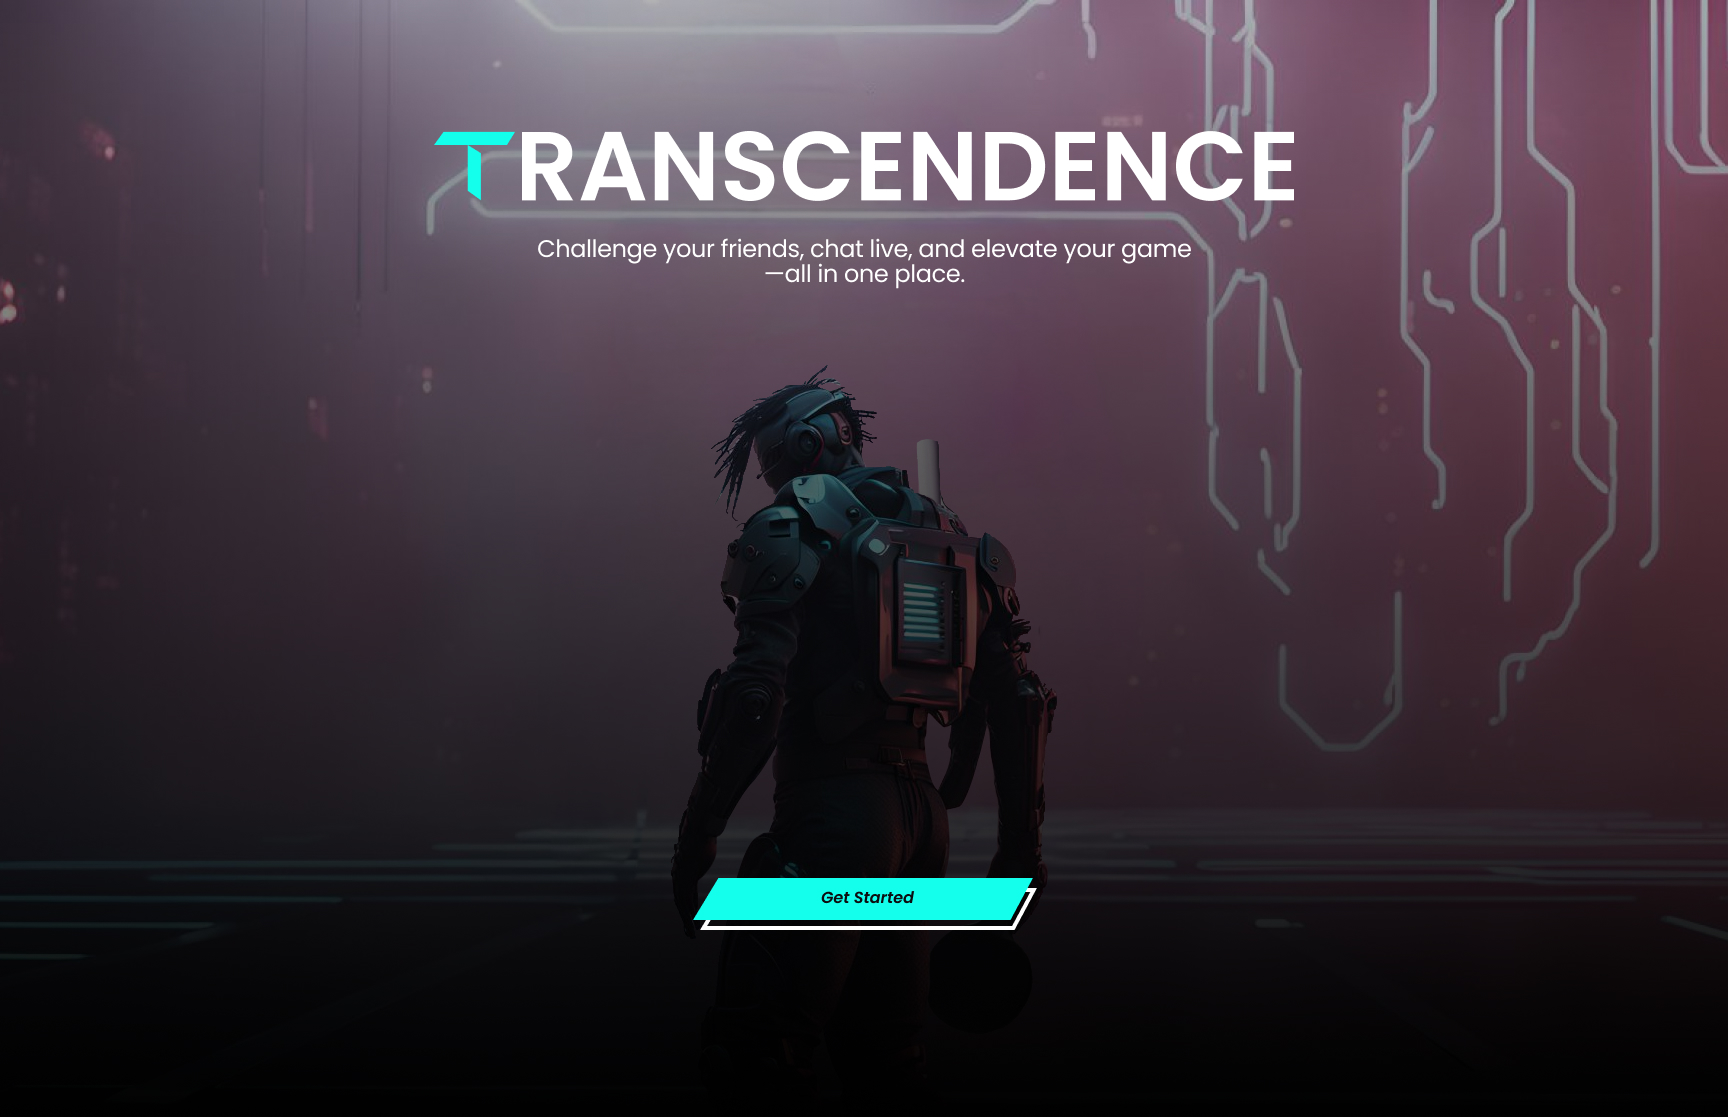 TRANSCENDENCE
Challenge your friends, chat live, and elevate your game
—all in one place.
Get Started